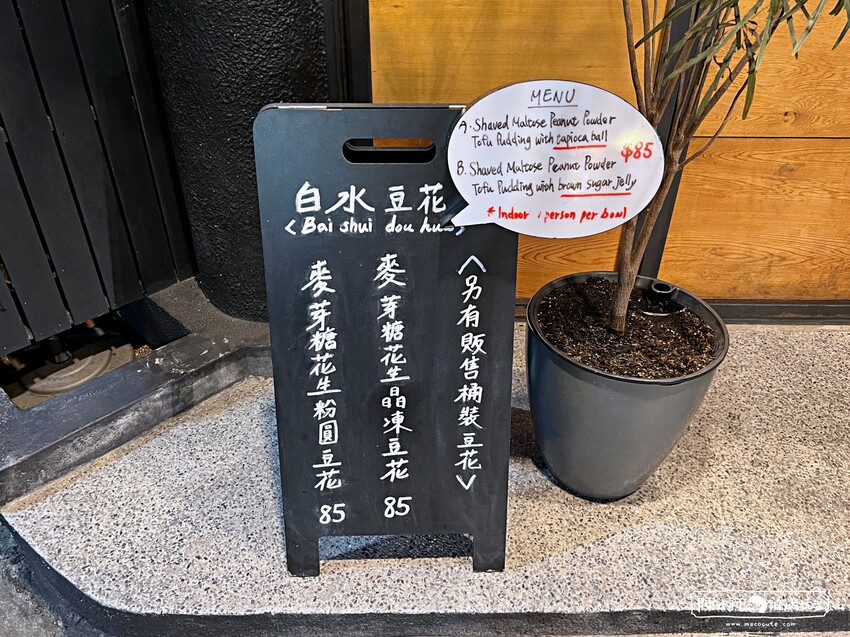 白水豆花
<Bai shui dou hua>
〈另有販售桶裝豆花〉
麥芽糖花生晶凍豆花 85
麥芽糖花生粉圓豆花 85
MENU
A. Shaved Maltose Peanut Powder
Tofu Pudding with tapioca ball
$85
B. Shaved Maltose Peanut Powder
Tofu Pudding with brown sugar jelly
*Indoor 1 person per bowl
www.mecocute.com